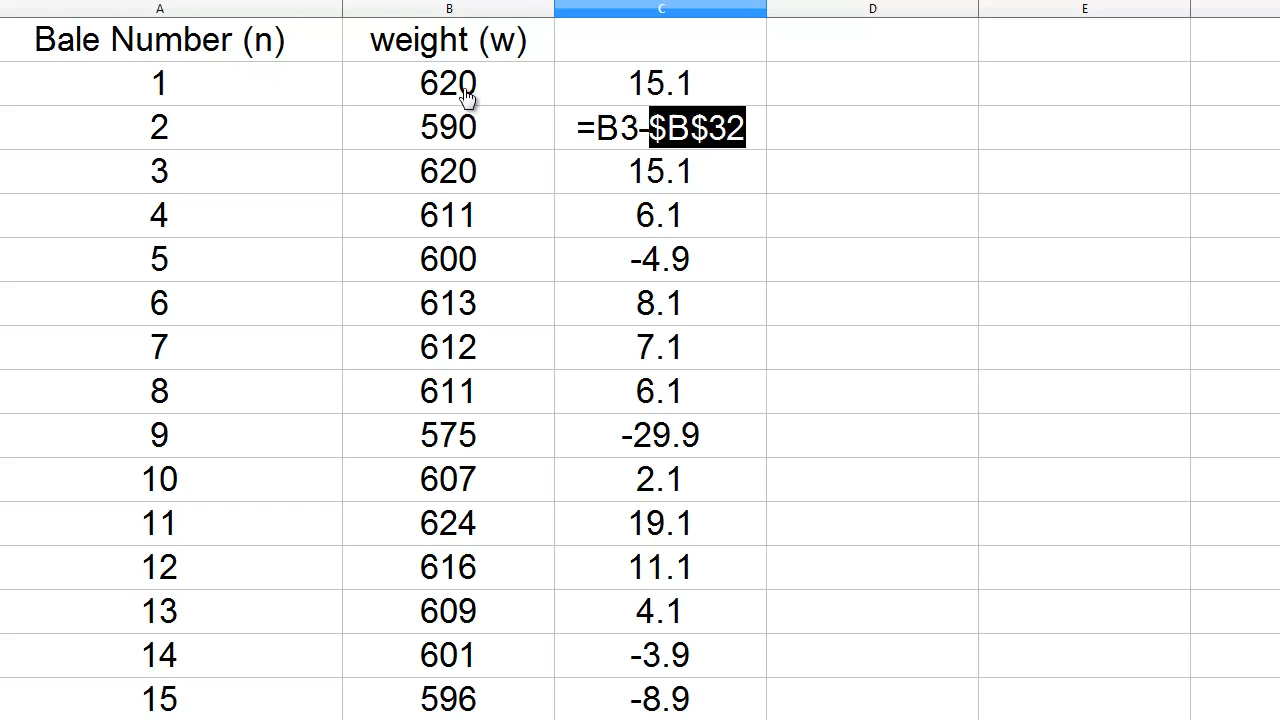 A B C D E
Bale Number (n) weight (w)
1 620 15.1
2 590 =B3-$B$32
3 620 15.1
4 611 6.1
5 600 -4.9
6 613 8.1
7 612 7.1
8 611 6.1
9 575 -29.9
10 607 2.1
11 624 19.1
12 616 11.1
13 609 4.1
14 601 -3.9
15 596 -8.9